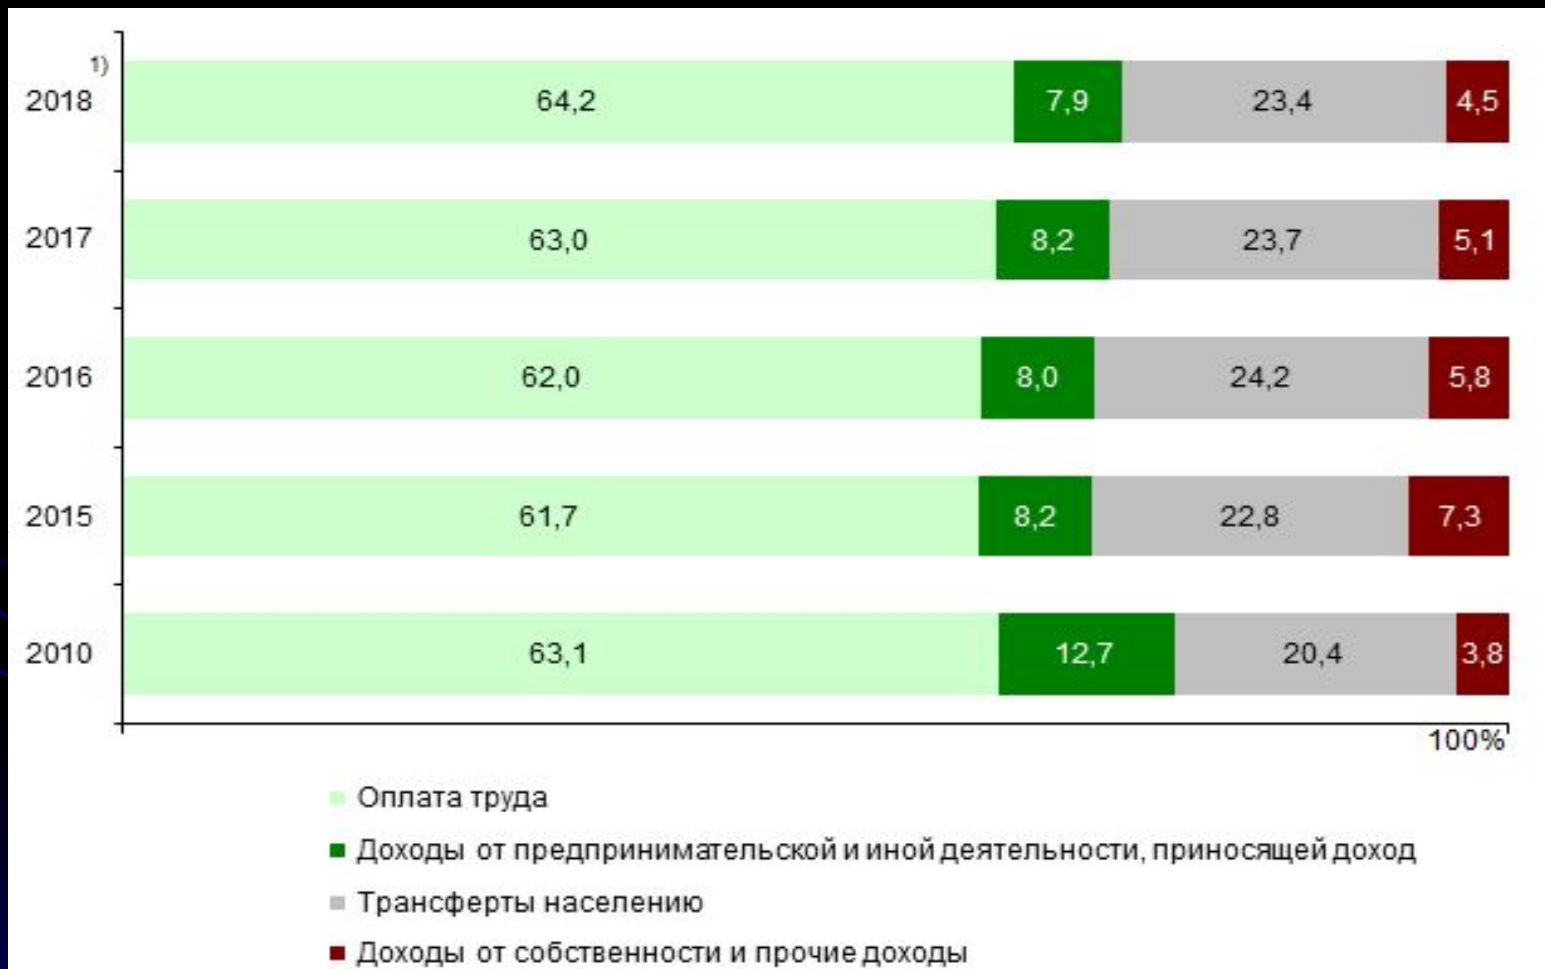 1)
2018 64,2 7,9 23,4 4,5
2017 63,0 8,2 23,7 5,1
2016 62,0 8,0 24,2 5,8
2015 61,7 8,2 22,8 7,3
2010 63,1 12,7 20,4 3,8
100%
Оплата труда
Доходы от предпринимательской и иной деятельности, приносящей доход
Трансферты населению
Доходы от собственности и прочие доходы